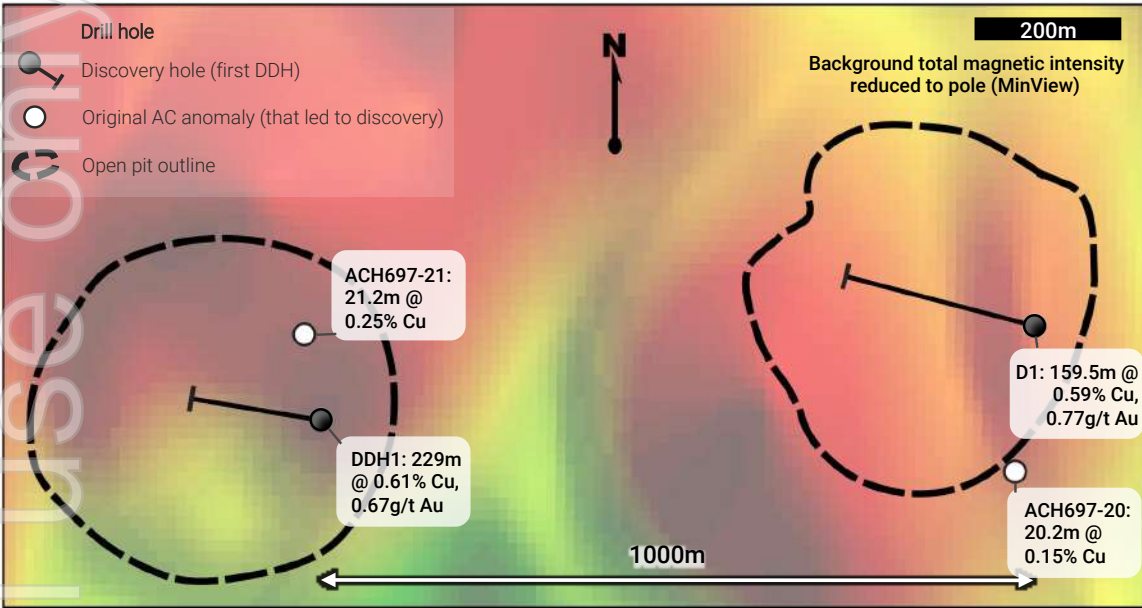 Drill hole
Discovery hole (first DDH)
Original AC anomaly (that led to discovery)
Open pit outline
N
200m
Background total magnetic intensity
reduced to pole (MinView)
ACH697-21:
21.2m @
0.25% Cu
DDH1: 229m
@ 0.61% Cu,
0.67g/t Au
D1: 159.5m @
0.59% Cu,
0.77g/t Au
ACH697-20:
20.2m @
0.15% Cu
1000m
l use only